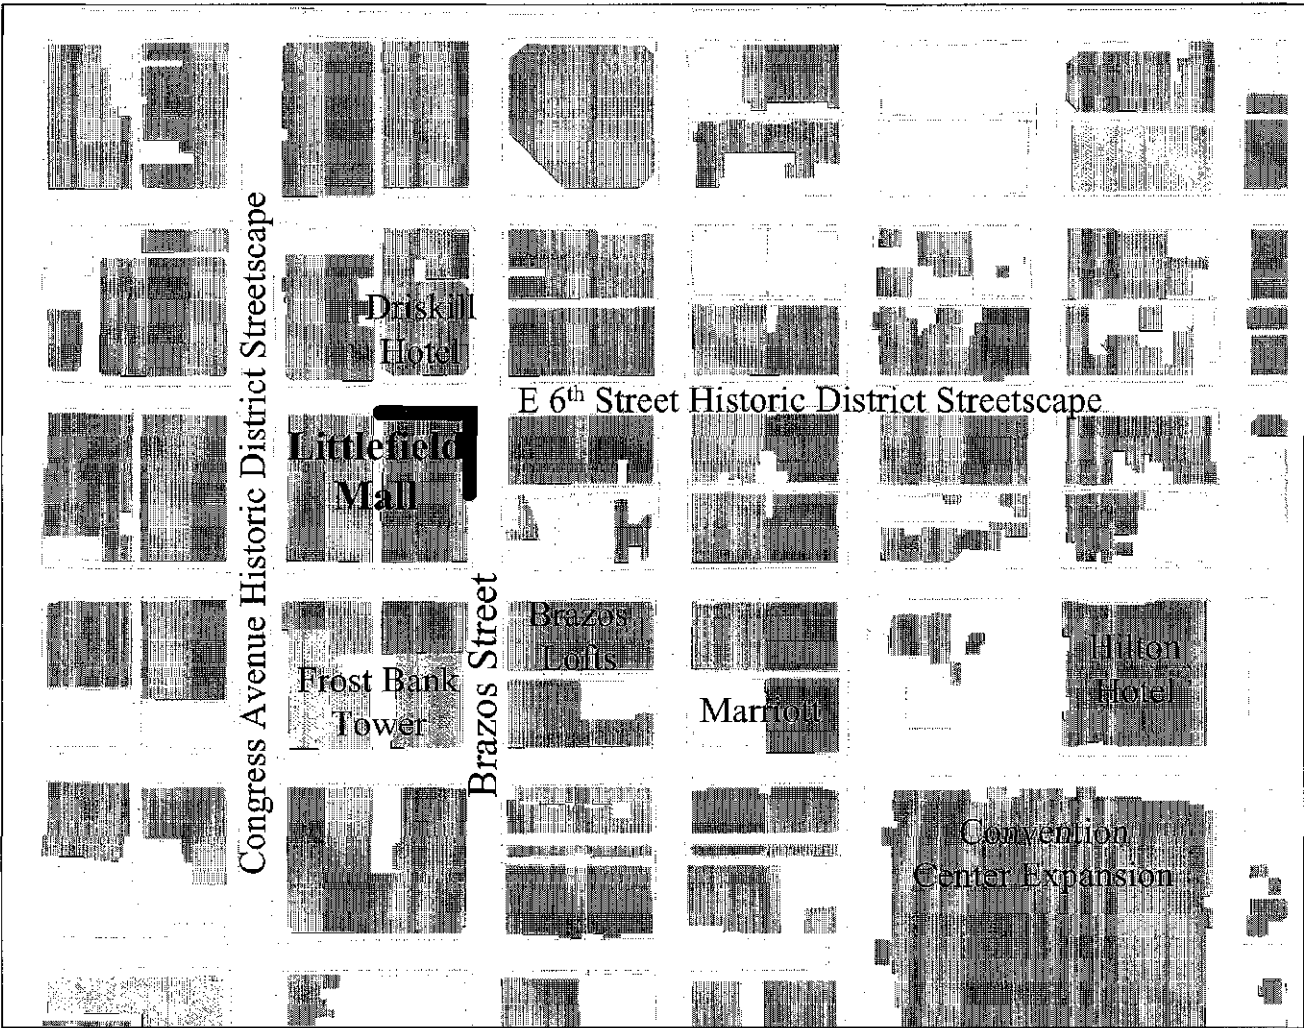 Congress Avenue Historic District Streetscape
Driskill
Hotel
E 6th Street Historic District Streetscape
Littlefield
Mall
Brazos Street
Brazos
Lofts
Hilton
Hotel
Frost Bank
Tower
Marriott
Convention
Center Expansion